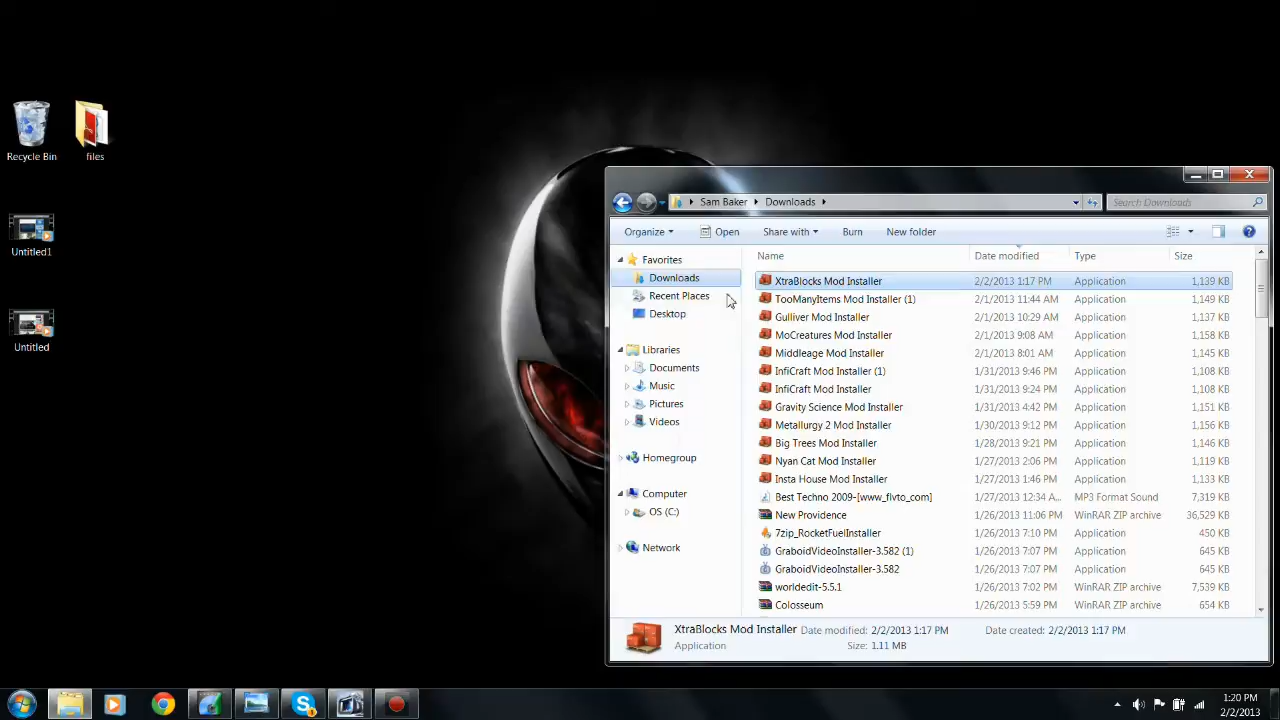 Recycle Bin
files
Untitled1
Untitled
Sam Baker
Downloads
Search Downloads
Organize
Open
Share with
Burn
New folder
Name
Date modified
Type
Size
Favorites
Downloads
Recent Places
Desktop
Libraries
Documents
Music
Pictures
Videos
Homegroup
Computer
OS (C:)
Network
XtraBlocks Mod Installer 2/2/2013 1:17 PM Application 1,139 KB
TooManyItems Mod Installer (1) 2/1/2013 11:44 AM Application 1,149 KB
Gulliver Mod Installer 2/1/2013 10:29 AM Application 1,137 KB
MoCreatures Mod Installer 2/1/2013 9:08 AM Application 1,158 KB
Middleage Mod Installer 2/1/2013 8:01 AM Application 1,145 KB
InfiCraft Mod Installer (1) 1/31/2013 9:46 PM Application 1,108 KB
InfiCraft Mod Installer 1/31/2013 9:24 PM Application 1,108 KB
Gravity Science Mod Installer 1/31/2013 4:42 PM Application 1,151 KB
Metallurgy 2 Mod Installer 1/30/2013 9:12 PM Application 1,156 KB
Big Trees Mod Installer 1/28/2013 9:21 PM Application 1,146 KB
Nyan Cat Mod Installer 1/27/2013 2:06 PM Application 1,119 KB
Insta House Mod Installer 1/27/2013 1:46 PM Application 1,133 KB
Best Techno 2009-[www_flvto_com] 1/27/2013 12:34 A... MP3 Format Sound 7,319 KB
New Providence 1/26/2013 11:06 PM WinRAR ZIP archive 36,529 KB
7zip_RocketFuelInstaller 1/26/2013 7:10 PM Application 450 KB
GraboidVideoInstaller-3.582 (1) 1/26/2013 7:07 PM Application 645 KB
GraboidVideoInstaller-3.582 1/26/2013 7:07 PM Application 645 KB
worldedit-5.5.1 1/26/2013 7:02 PM WinRAR ZIP archive 7,539 KB
Colosseum 1/26/2013 5:59 PM WinRAR ZIP archive 654 KB
XtraBlocks Mod Installer Date modified: 2/2/2013 1:17 PM Date created: 2/2/2013 1:17 PM
Application Size: 1.11 MB
1:20 PM
2/2/2013